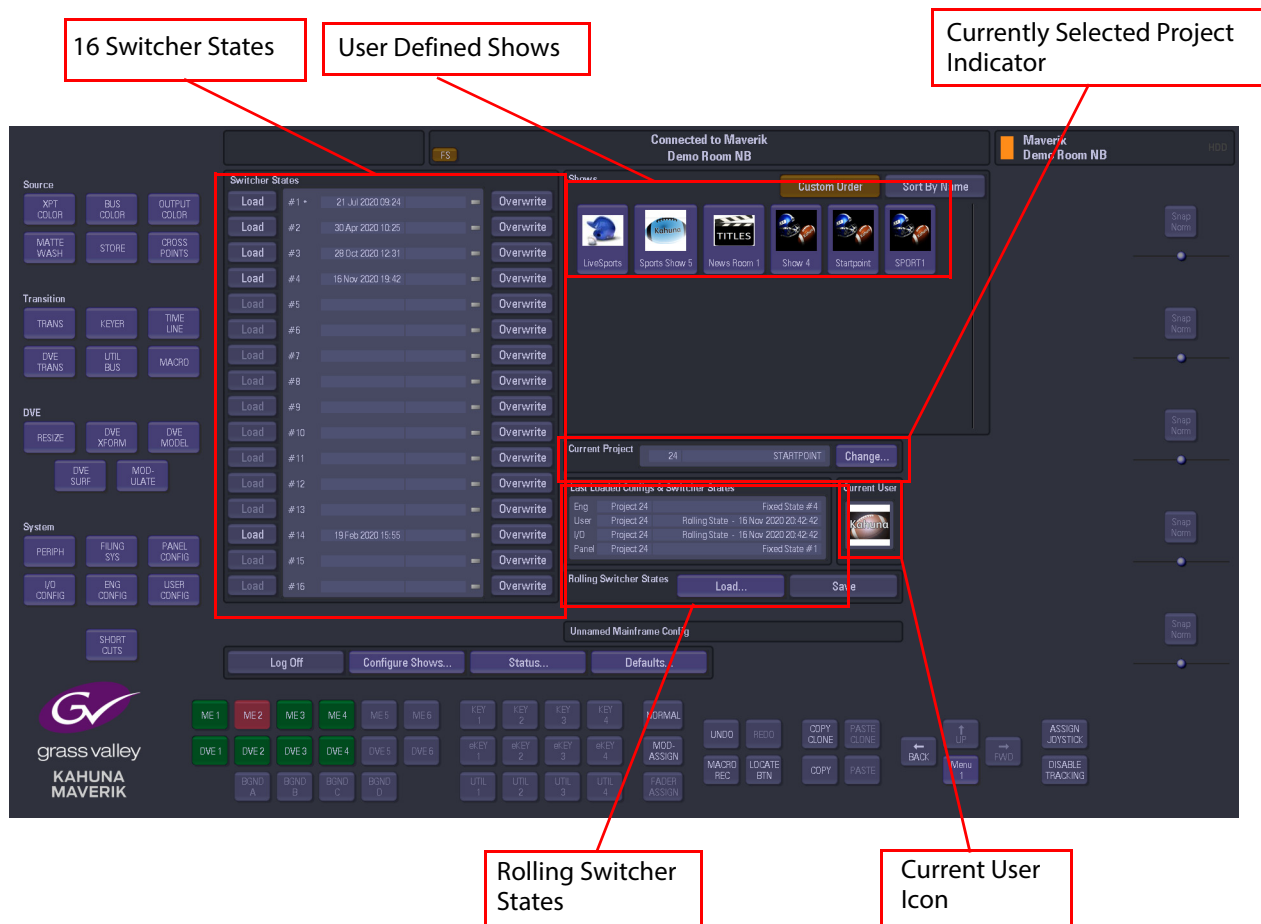 16 Switcher States
User Defined Shows
Currently Selected Project
Indicator
FS
Connected to Maverik
Demo Room NB
Maverik
Demo Room NB
HDD
Source
XPT
COLOR
BUS
COLOR
OUTPUT
COLOR
MATTE
WASH
STORE
CROSS
POINTS
Transition
TRANS
KEYER
TIME
LINE
DVE
TRANS
UTIL
BUS
MACRO
DVE
RESIZE
DVE
XFORM
DVE
MODEL
DVE
SURF
MOD-
ULATE
System
PERIPH
FILING
SYS
PANEL
CONFIG
I/O
CONFIG
ENG
CONFIG
USER
CONFIG
SHORT
CUTS
Switcher States
Load #1 • 21 Jul 2020 09:24 Overwrite
Load #2 30 Apr 2020 10:25 Overwrite
Load #3 28 Oct 2020 12:31 Overwrite
Load #4 16 Nov 2020 19:42 Overwrite
Load #5 Overwrite
Load #6 Overwrite
Load #7 Overwrite
Load #8 Overwrite
Load #9 Overwrite
Load #10 Overwrite
Load #11 Overwrite
Load #12 Overwrite
Load #13 Overwrite
Load #14 19 Feb 2020 15:55 Overwrite
Load #15 Overwrite
Load #16 Overwrite
Shows
Custom Order
Sort By Name
Kahuna
TITLES
LiveSports
Sports Show 5
News Room 1
Show 4
Startpoint
SPORT1
Current Project 24 STARTPOINT Change...
Last Loaded Configs & Switcher States
Eng Project 24 Fixed State #4
User Project 24 Rolling State - 16 Nov 2020 20:42:42
I/O Project 24 Rolling State - 16 Nov 2020 20:42:42
Panel Project 24 Fixed State #1
Current User
Kahuna
Rolling Switcher States Load... Save
Unnamed Mainframe Config
Log Off
Configure Shows...
Status...
Defaults...
Snap
Norm
Snap
Norm
Snap
Norm
Snap
Norm
Snap
Norm
GV
grass valley
KAHUNA
MAVERIK
ME 1
ME 2
ME 3
ME 4
ME 5
ME 6
DVE 1
DVE 2
DVE 3
DVE 4
DVE 5
DVE 6
BGND
A
BGND
B
BGND
C
BGND
D
KEY
1
KEY
2
KEY
3
KEY
4
NORMAL
eKEY
1
eKEY
2
eKEY
3
eKEY
4
MOD-
ASSIGN
UTIL
1
UTIL
2
UTIL
3
UTIL
4
FADER
ASSIGN
UNDO
REDO
COPY
CLONE
PASTE
CLONE
MACRO
REC
LOCATE
BTN
COPY
PASTE
BACK
UP
FWD
Menu
1
ASSIGN
JOYSTICK
DISABLE
TRACKING
Rolling Switcher
States
Current User
Icon